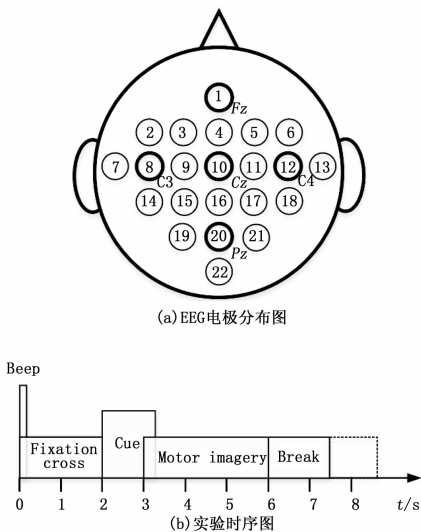 1
Fz
2 3 4 5 6
7 8 9 10 11 12 13
C3 Cz C4
14 15 16 17 18
19 20 21
Pz
22
(a)EEG电极分布图
Beep
Fixation
cross
Cue
Motor imagery
Break
0 1 2 3 4 5 6 7 8 t/s
(b)实验时序图